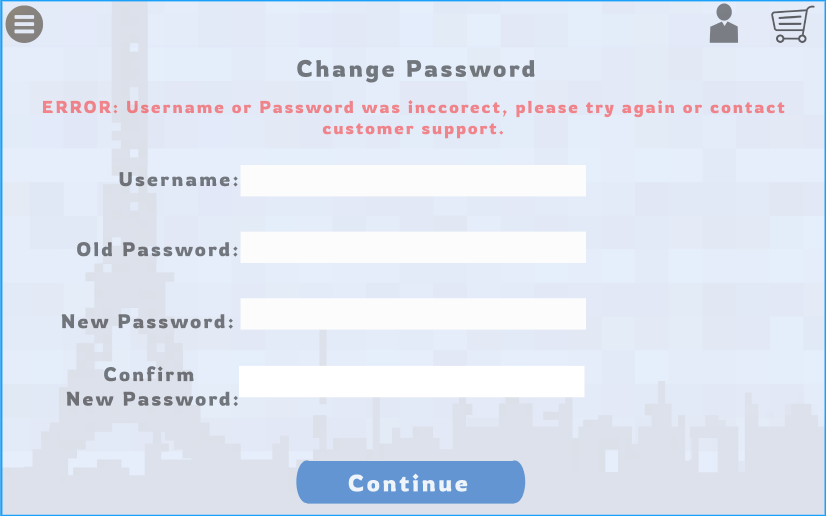 Change Password
ERROR: Username or Password was inccorect, please try again or contact
customer support.
Username:
Old Password:
New Password:
Confirm
New Password:
Continue